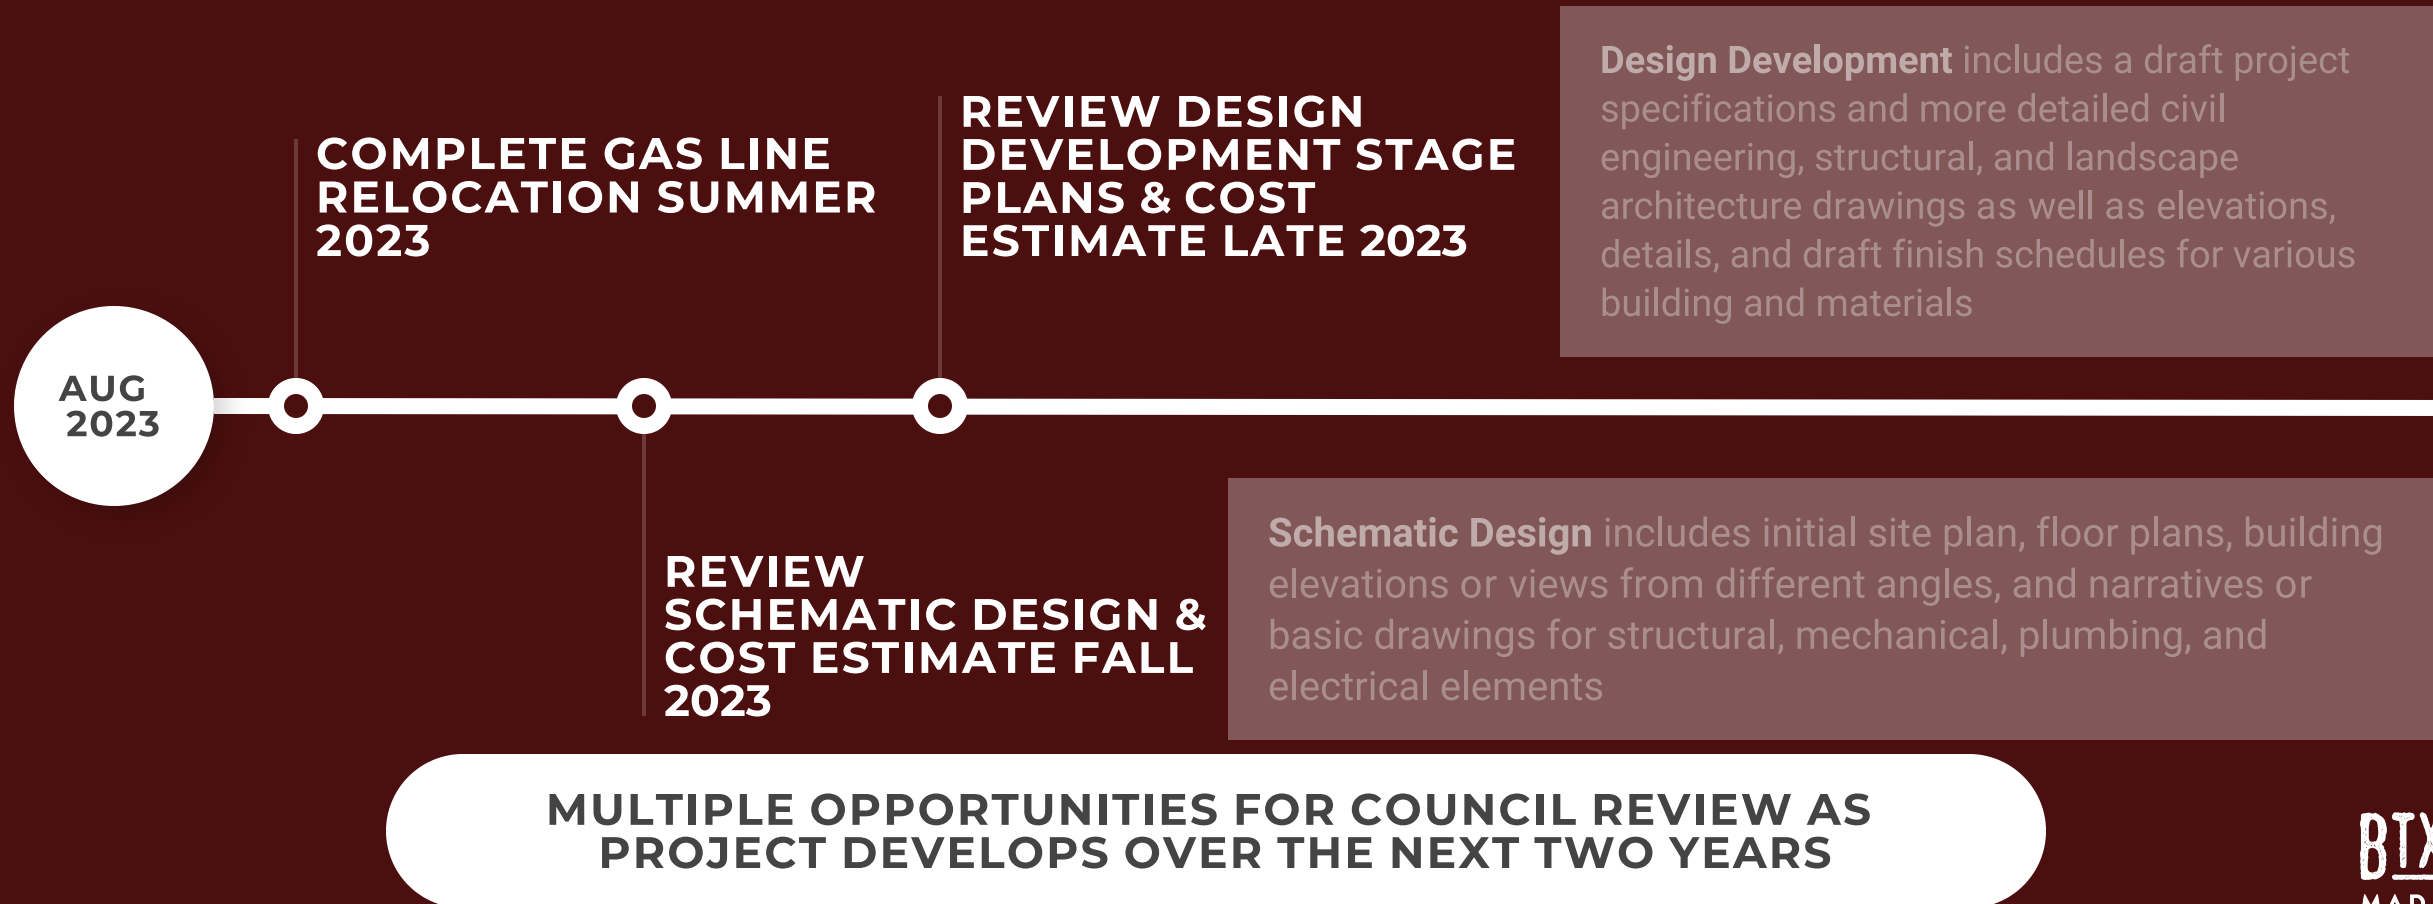 Design Development includes a draft project
specifications and more detailed civil
engineering, structural, and landscape
architecture drawings as well as elevations,
details, and draft finish schedules for various
building and materials
COMPLETE GAS LINE
RELOCATION SUMMER
2023
REVIEW DESIGN
DEVELOPMENT STAGE
PLANS & COST
ESTIMATE LATE 2023
AUG
2023
REVIEW
SCHEMATIC DESIGN &
COST ESTIMATE FALL
2023
Schematic Design includes initial site plan, floor plans, building
elevations or views from different angles, and narratives or
basic drawings for structural, mechanical, plumbing, and
electrical elements
MULTIPLE OPPORTUNITIES FOR COUNCIL REVIEW AS
PROJECT DEVELOPS OVER THE NEXT TWO YEARS